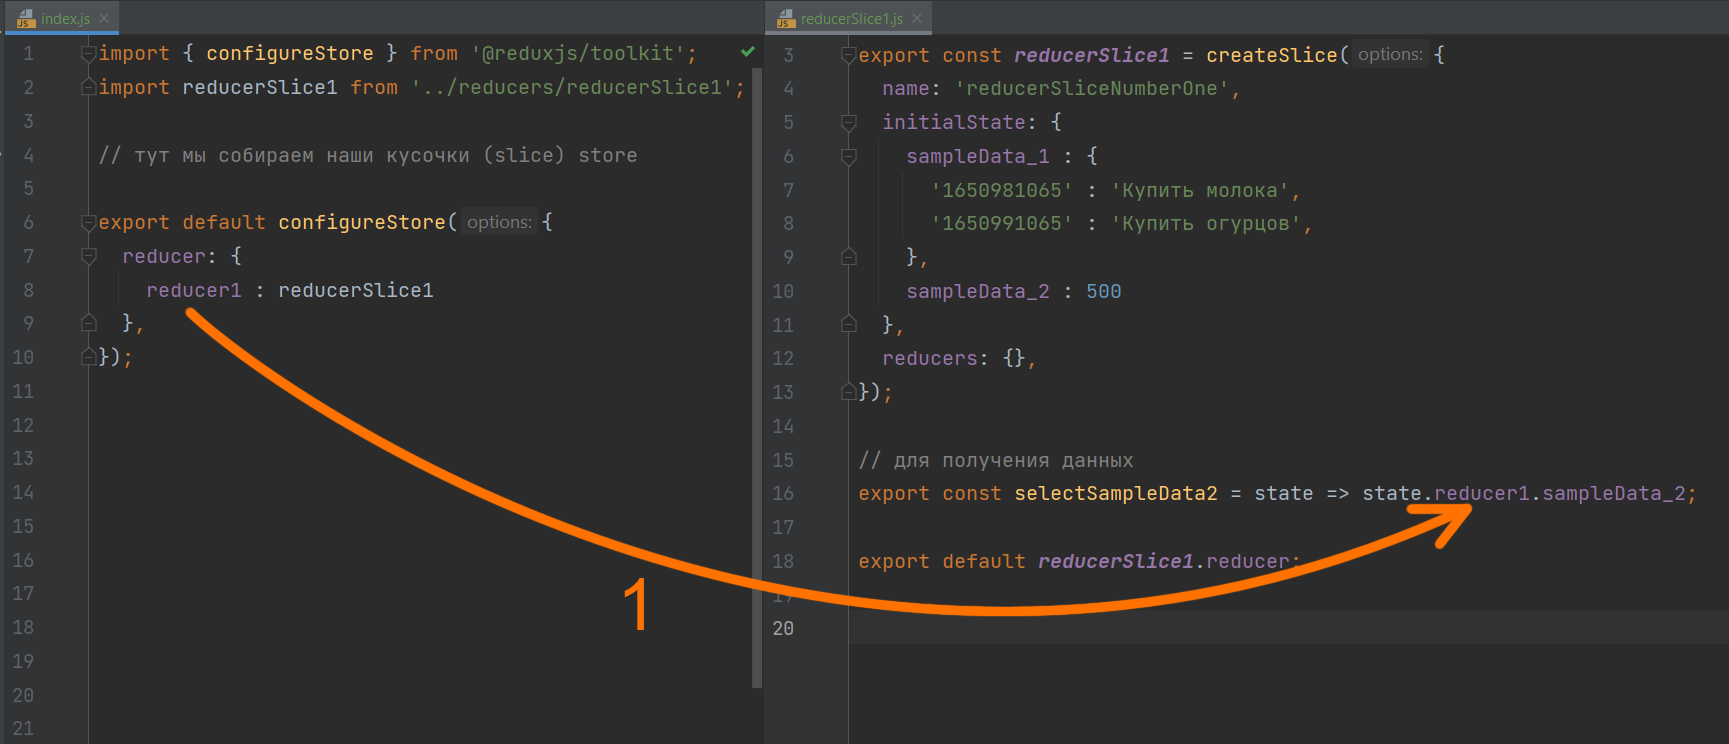 index.js
1 import { configureStore } from '@reduxjs/toolkit';
2 import reducerSlice1 from '../reducers/reducerSlice1';
3
4 // тут мы собираем наши кусочки (slice) store
5
6 export default configureStore( options: {
7 reducer: {
8 reducer1 : reducerSlice1
9 },
10 });
11
12
13
14
15
16
17
18
19
20
21
reducerSlice1.js
3 export const reducerSlice1 = createSlice( options: {
4 name: 'reducerSliceNumberOne',
5 initialState: {
6 sampleData_1 : {
7 '1650981065' : 'Купить молока',
8 '1650991065' : 'Купить огурцов',
9 },
10 sampleData_2 : 500
11 },
12 reducers: {},
13 });
14
15 // для получения данных
16 export const selectSampleData2 = state => state.reducer1.sampleData_2;
17
18 export default reducerSlice1.reducer;
19
20
1